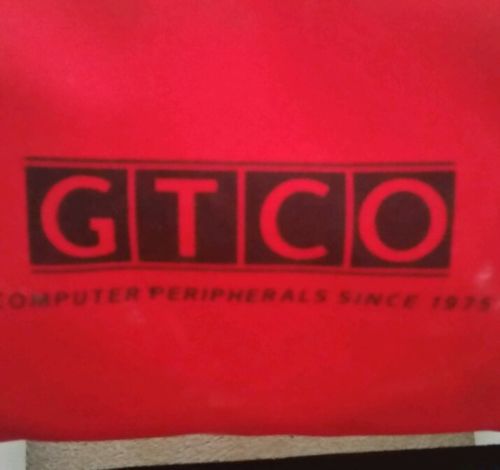 GTCO
COMPUTER PERIPHERALS SINCE 1975